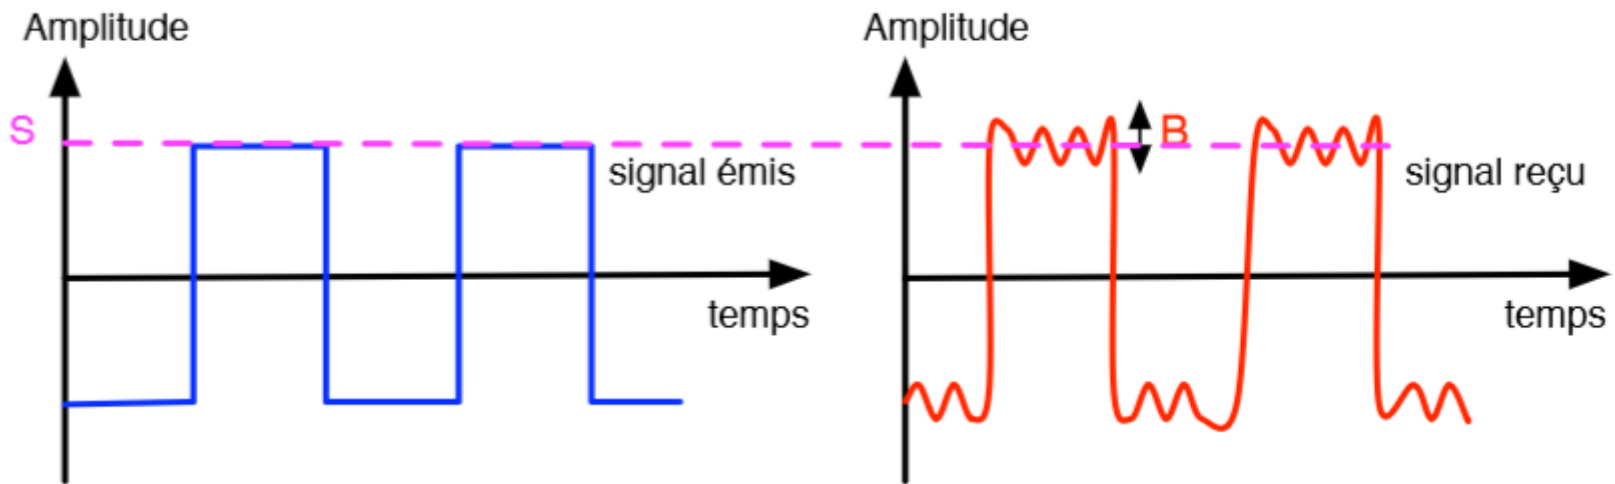 Amplitude
S
signal émis
temps
Amplitude
B
signal reçu
temps